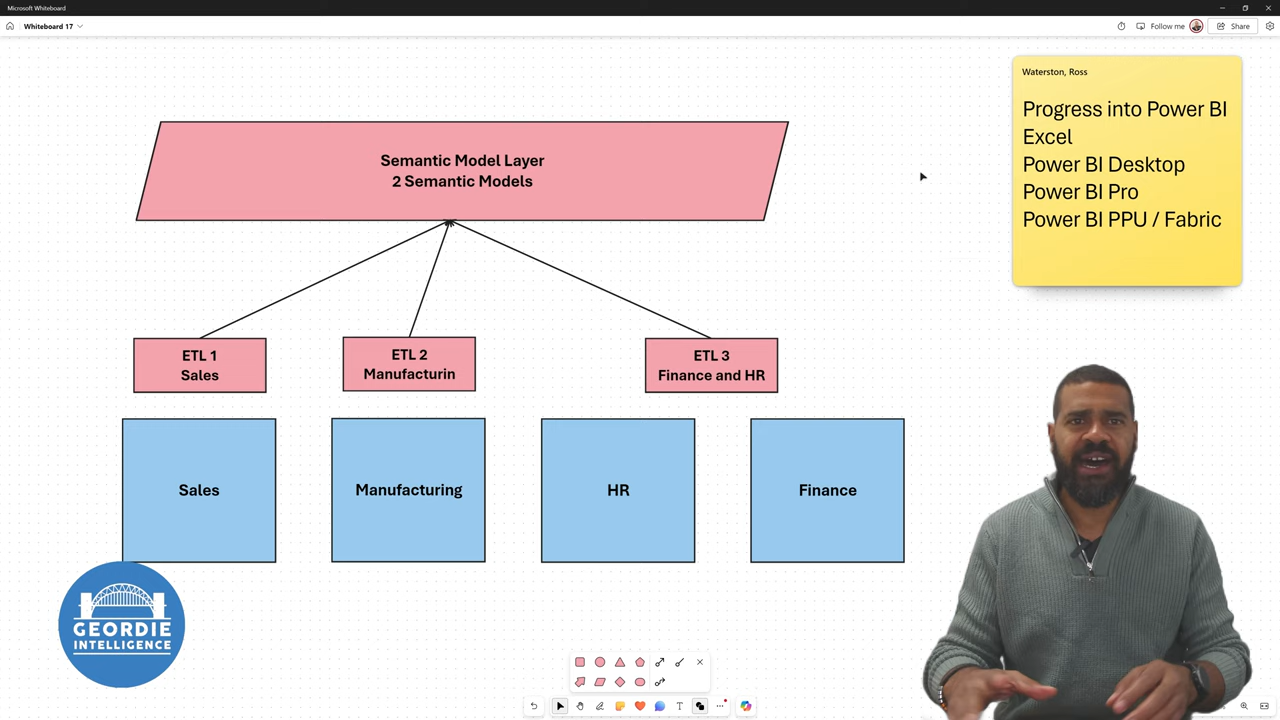 Microsoft Whiteboard
Whiteboard 17
Follow me
Share
Waterston, Ross
Progress into Power BI
Excel
Power BI Desktop
Power BI Pro
Power BI PPU / Fabric
Semantic Model Layer
2 Semantic Models
ETL 1
Sales
ETL 2
Manufacturin
ETL 3
Finance and HR
Sales
Manufacturing
HR
Finance
GEORDIE
INTELLIGENCE
T